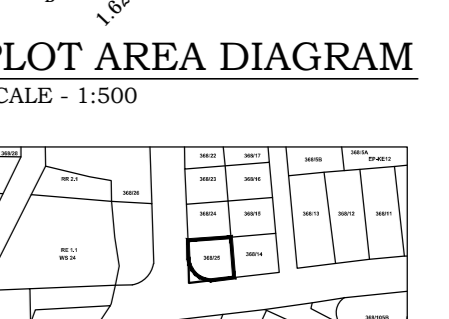 1.62
PLOT AREA DIAGRAM
SCALE - 1:500
368/28
368/22
368/17
368/5B
368/5A
EP-KE12
RR 2.1
368/23
368/16
368/26
368/24
368/15
368/13
368/12
368/11
RE 1.1
WS 24
368/25
368/14
368/105B